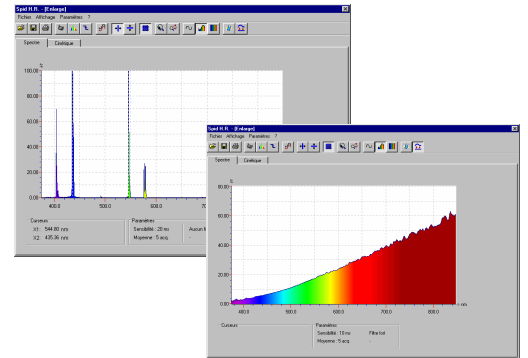 Spid H.R. - [Enlarge]
Fichier Affichage Paramètres ?
Spectre Cinétique
%
100.00
80.00
60.00
40.00
20.00
0.00
400.0 500.0 600.0
Curseurs
X1: 544.80 nm
X2: 435.36 nm
Paramètres
Sensibilité : 20 ms
Moyenne : 5 acq.
Spid H.R. - [Enlarge]
Fichier Affichage Paramètres ?
Spectre Cinétique
%
80.00
60.00
40.00
20.00
0.00
400.0 500.0 600.0 700.0 800.0 nm
Curseurs
Paramètres
Sensibilité : 10 ms Filtre fort
Moyenne : 5 acq. -